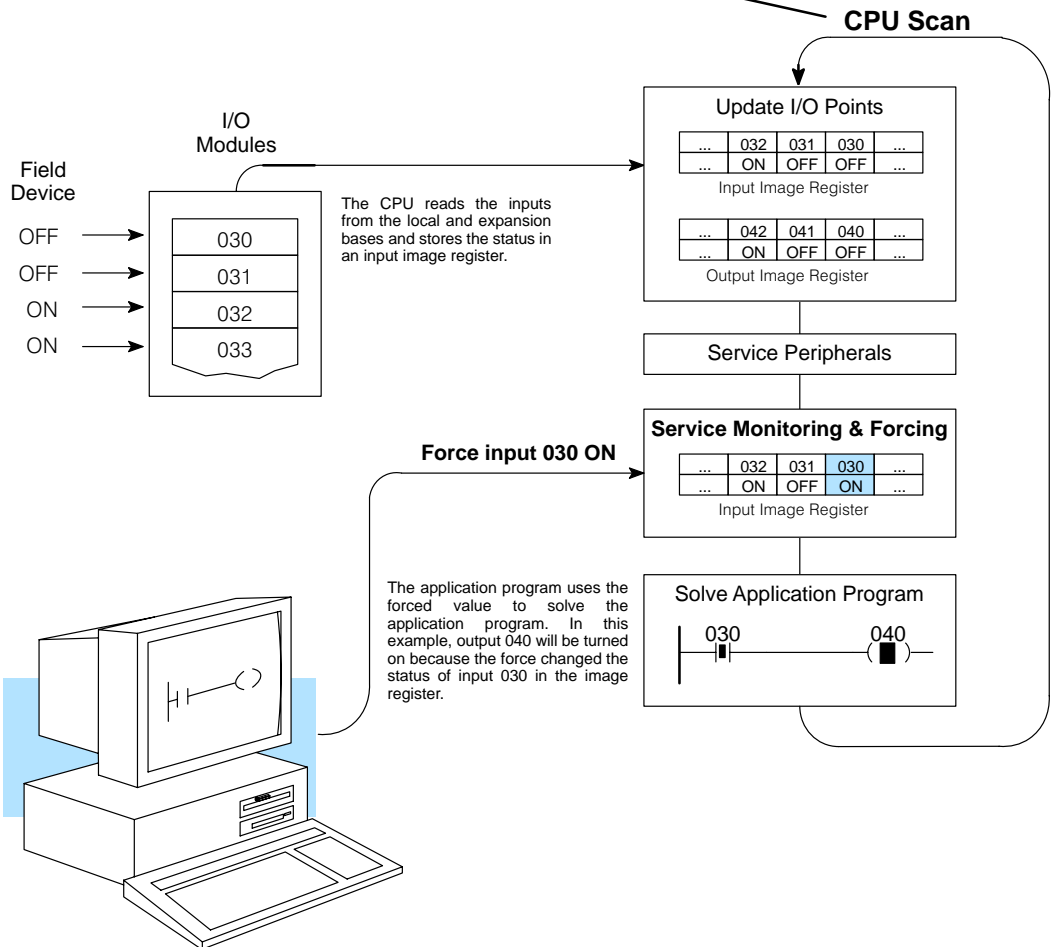 CPU Scan
Update I/O Points
... 032 031 030 ...
... ON OFF OFF ...
Input Image Register
... 042 041 040 ...
... ON OFF OFF ...
Output Image Register
I/O
Modules
Field
Device
OFF
OFF
ON
ON
030
031
032
033
The CPU reads the inputs
from the local and expansion
bases and stores the status in
an input image register.
Service Peripherals
Force input 030 ON
Service Monitoring & Forcing
... 032 031 030 ...
... ON OFF ON ...
Input Image Register
The application program uses the
forced value to solve the
application program. In this
example, output 040 will be turned
on because the force changed the
status of input 030 in the image
register.
Solve Application Program
030 040